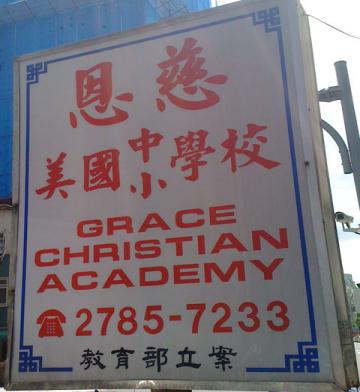 恩慈
美國中小學校
GRACE
CHRISTIAN
ACADEMY
☎2785-7233
教育部立案